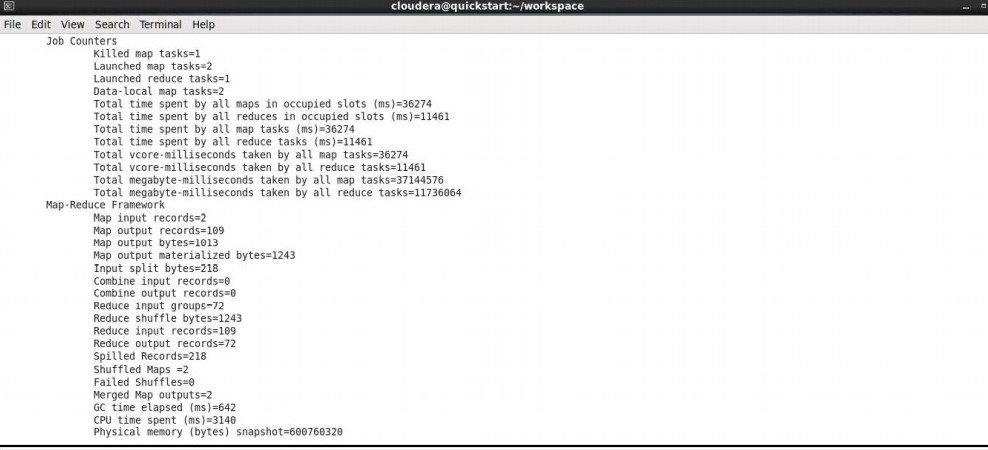 cloudera@quickstart:~/workspace
File Edit View Search Terminal Help
Job Counters
Killed map tasks=1
Launched map tasks=2
Launched reduce tasks=1
Data-local map tasks=2
Total time spent by all maps in occupied slots (ms)=36274
Total time spent by all reduces in occupied slots (ms)=11461
Total time spent by all map tasks (ms)=36274
Total time spent by all reduce tasks (ms)=11461
Total vcore-milliseconds taken by all map tasks=36274
Total vcore-milliseconds taken by all reduce tasks=11461
Total megabyte-milliseconds taken by all map tasks=37144576
Total megabyte-milliseconds taken by all reduce tasks=11736064
Map-Reduce Framework
Map input records=2
Map output records=109
Map output bytes=1013
Map output materialized bytes=1243
Input split bytes=218
Combine input records=0
Combine output records=0
Reduce input groups=72
Reduce shuffle bytes=1243
Reduce input records=109
Reduce output records=72
Spilled Records=218
Shuffled Maps =2
Failed Shuffles=0
Merged Map outputs=2
GC time elapsed (ms)=642
CPU time spent (ms)=3140
Physical memory (bytes) snapshot=600760320